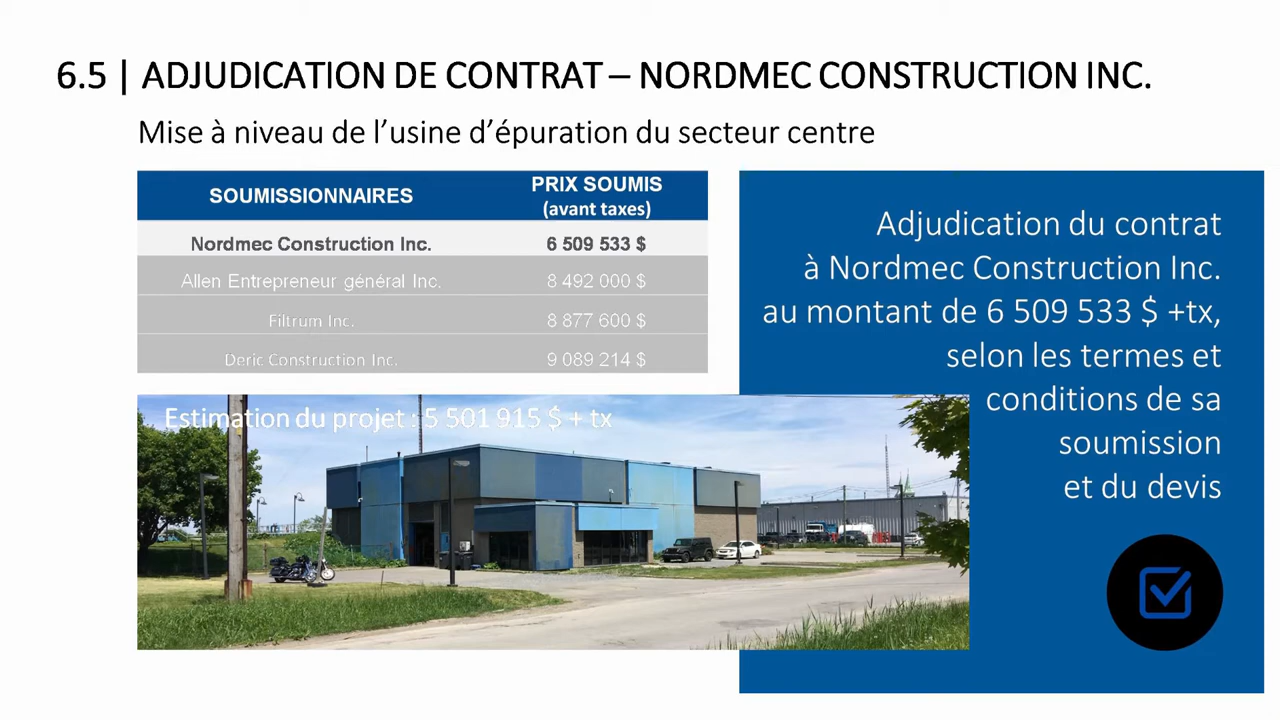 6.5 | ADJUDICATION DE CONTRAT – NORDMEC CONSTRUCTION INC.
Mise à niveau de l’usine d’épuration du secteur centre
SOUMISSIONNAIRES PRIX SOUMIS (avant taxes)
Nordmec Construction Inc. 6 509 533 $
Allen Entrepreneur général Inc. 8 492 000 $
Filtrum Inc. 8 877 600 $
Deric Construction Inc. 9 089 214 $
Estimation du projet : 5 501 915 $ + tx
Adjudication du contrat
à Nordmec Construction Inc.
au montant de 6 509 533 $ +tx,
selon les termes et
conditions de sa
soumission
et du devis